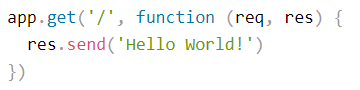 app.get('/', function (req, res) {
  res.send('Hello World!')
})